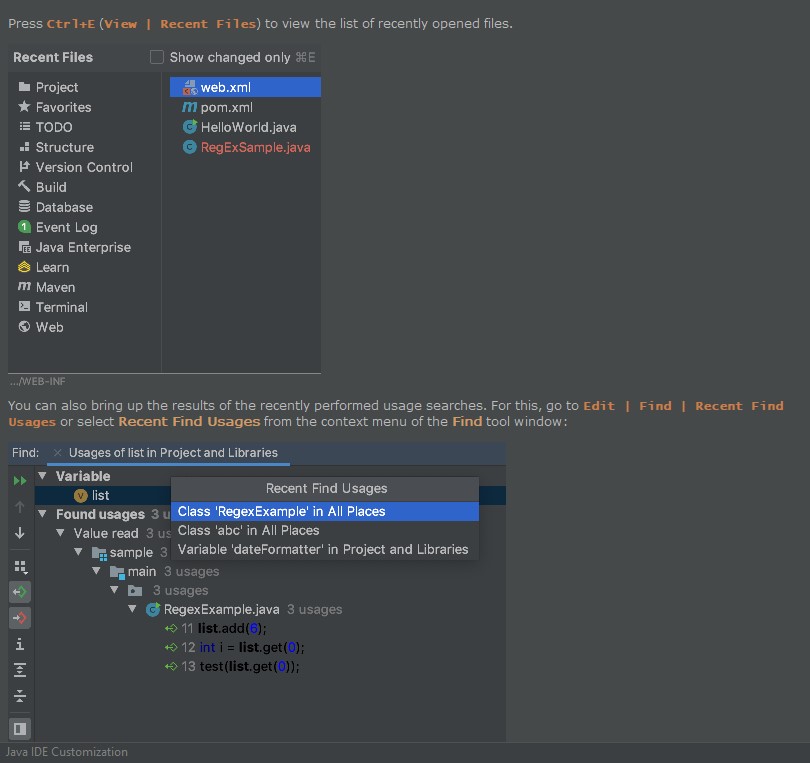 Press Ctrl+E (View | Recent Files) to view the list of recently opened files.
Recent Files
Show changed only ⌘E
Project
Favorites
TODO
Structure
Version Control
Build
Database
1 Event Log
Java Enterprise
Learn
m Maven
Terminal
Web
web.xml
m pom.xml
C HelloWorld.java
C RegExSample.java
.../WEB-INF
You can also bring up the results of the recently performed usage searches. For this, go to Edit | Find | Recent Find
Usages or select Recent Find Usages from the context menu of the Find tool window:
Find: × Usages of list in Project and Libraries
Variable
V list
Found usages 3 u
Value read 3 us
sample 3
main 3 usages
3 usages
C RegexExample.java 3 usages
11 list.add(6);
12 int i = list.get(0);
13 test(list.get(0));
Recent Find Usages
Class 'RegexExample' in All Places
Class 'abc' in All Places
Variable 'dateFormatter' in Project and Libraries
Java IDE Customization